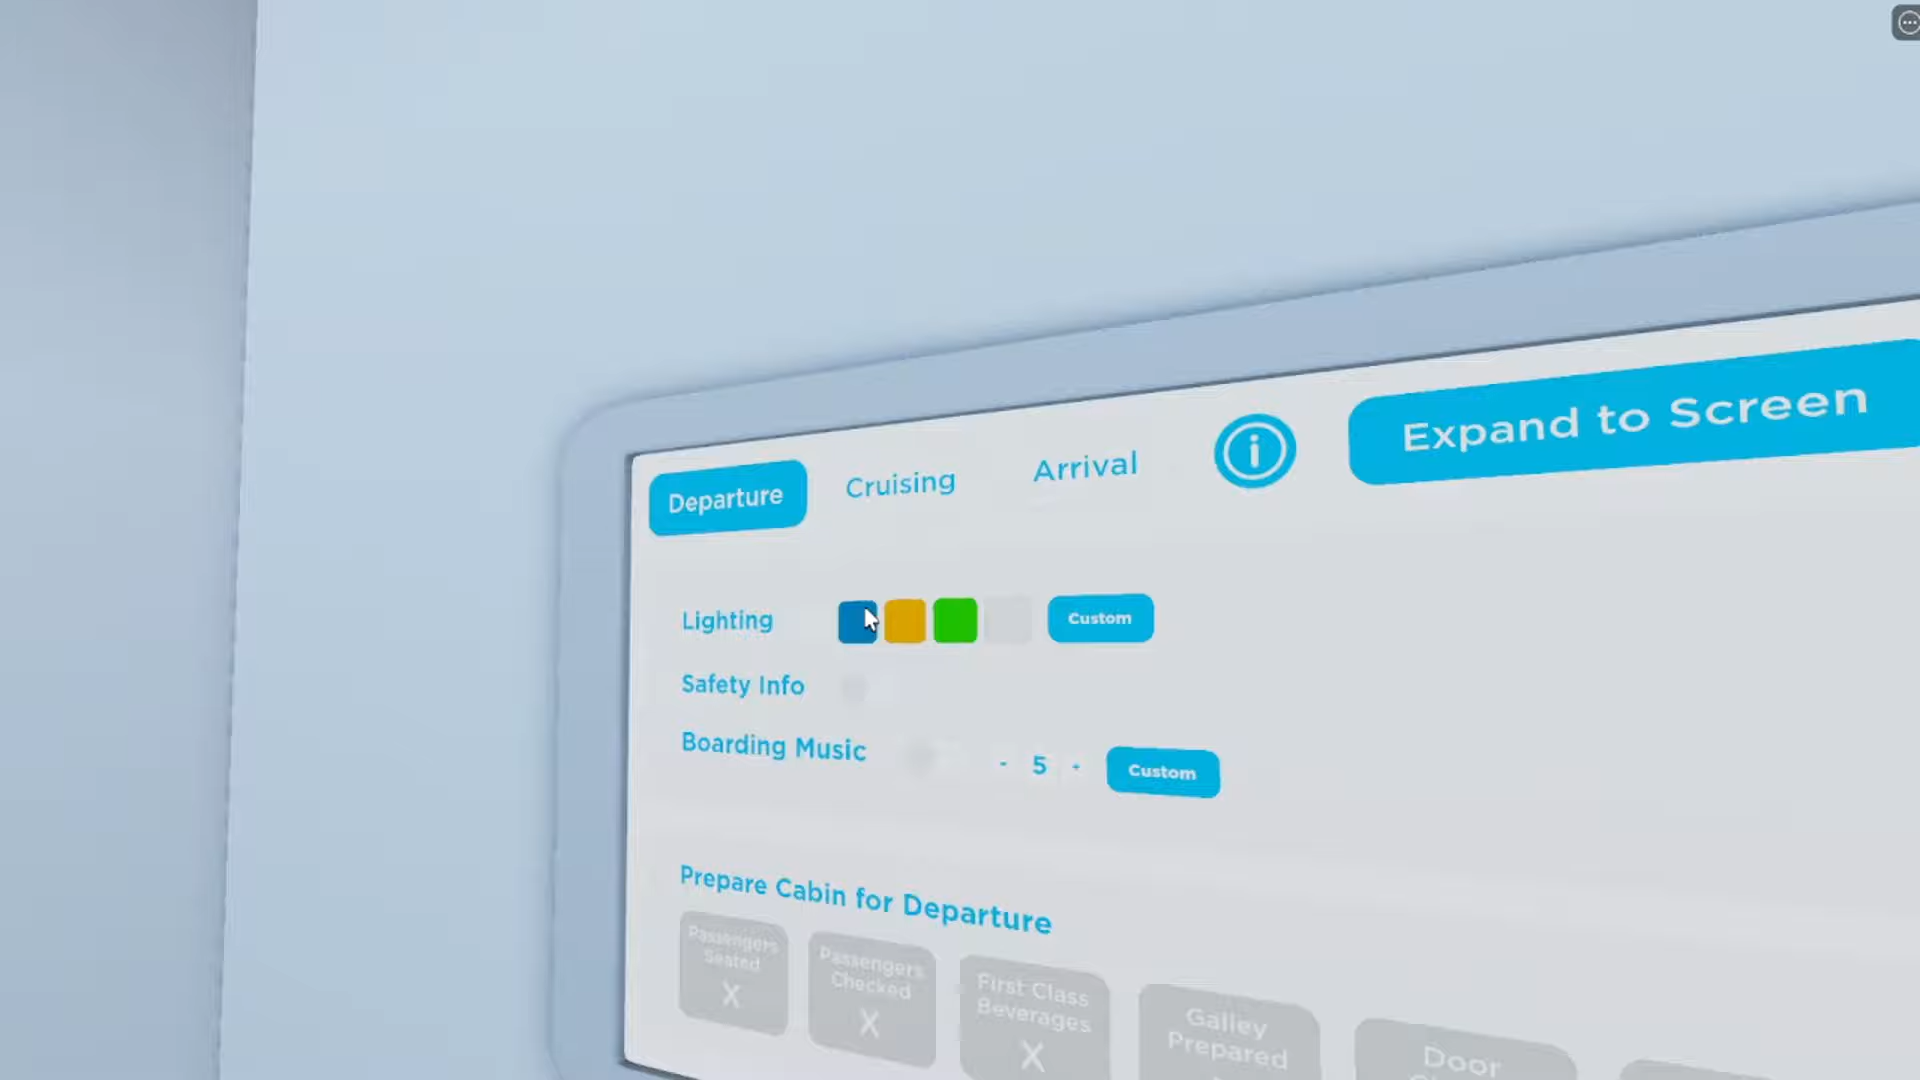 Departure
Cruising
Arrival
i
Expand to Screen
Lighting
Custom
Safety Info
Boarding Music
- 5 +
Custom
Prepare Cabin for Departure
Passengers
Seated
X
Passengers
Checked
X
First Class
Beverages
X
Galley
Prepared
Door